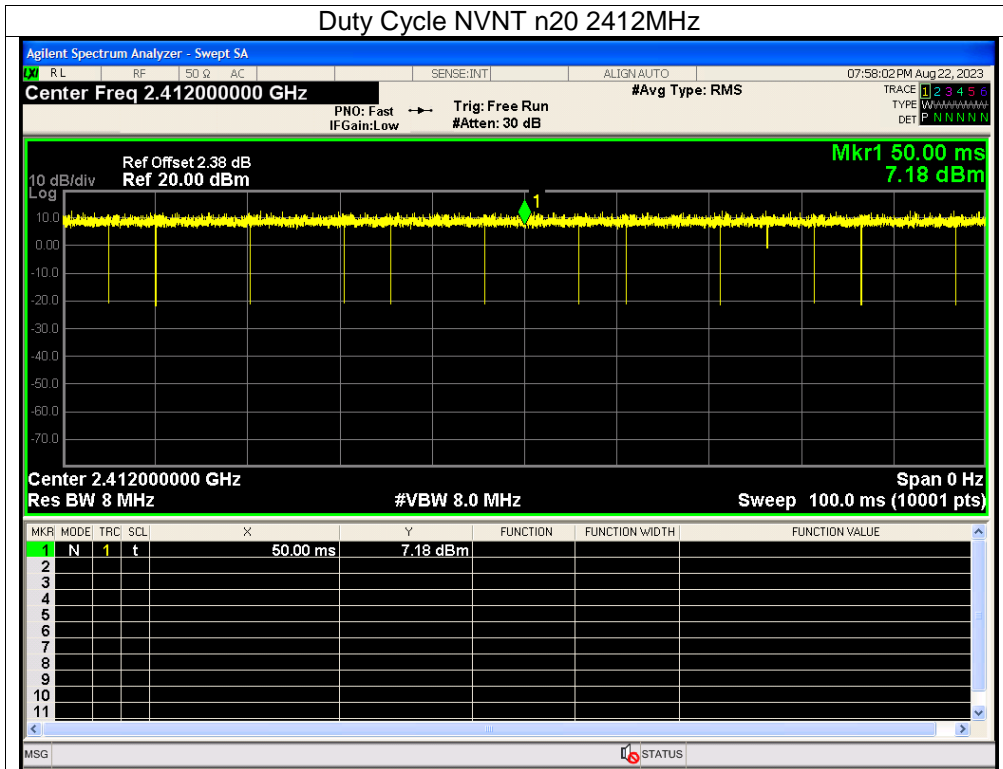 Duty Cycle NVNT n20 2412MHz
Agilent Spectrum Analyzer - Swept SA
LXI RL RF 50 Ω AC SENSE:INT ALIGN AUTO 07:58:02 PM Aug 22, 2023
Center Freq 2.412000000 GHz #Avg Type: RMS TRACE 1 2 3 4 5 6
PNO: Fast Trig: Free Run TYPE WWWWWW
IFGain:Low #Atten: 30 dB DET P N N N N N
Mkr1 50.00 ms
Ref Offset 2.38 dB
10 dB/div Ref 20.00 dBm 7.18 dBm
Log
1
10.0
0.00
-10.0
-20.0
-30.0
-40.0
-50.0
-60.0
-70.0
Center 2.412000000 GHz Span 0 Hz
Res BW 8 MHz #VBW 8.0 MHz Sweep 100.0 ms (10001 pts)
MKR MODE TRC SCL X Y FUNCTION FUNCTION WIDTH FUNCTION VALUE
1 N 1 t 50.00 ms 7.18 dBm
2
3
4
5
6
7
8
9
10
11
MSG STATUS